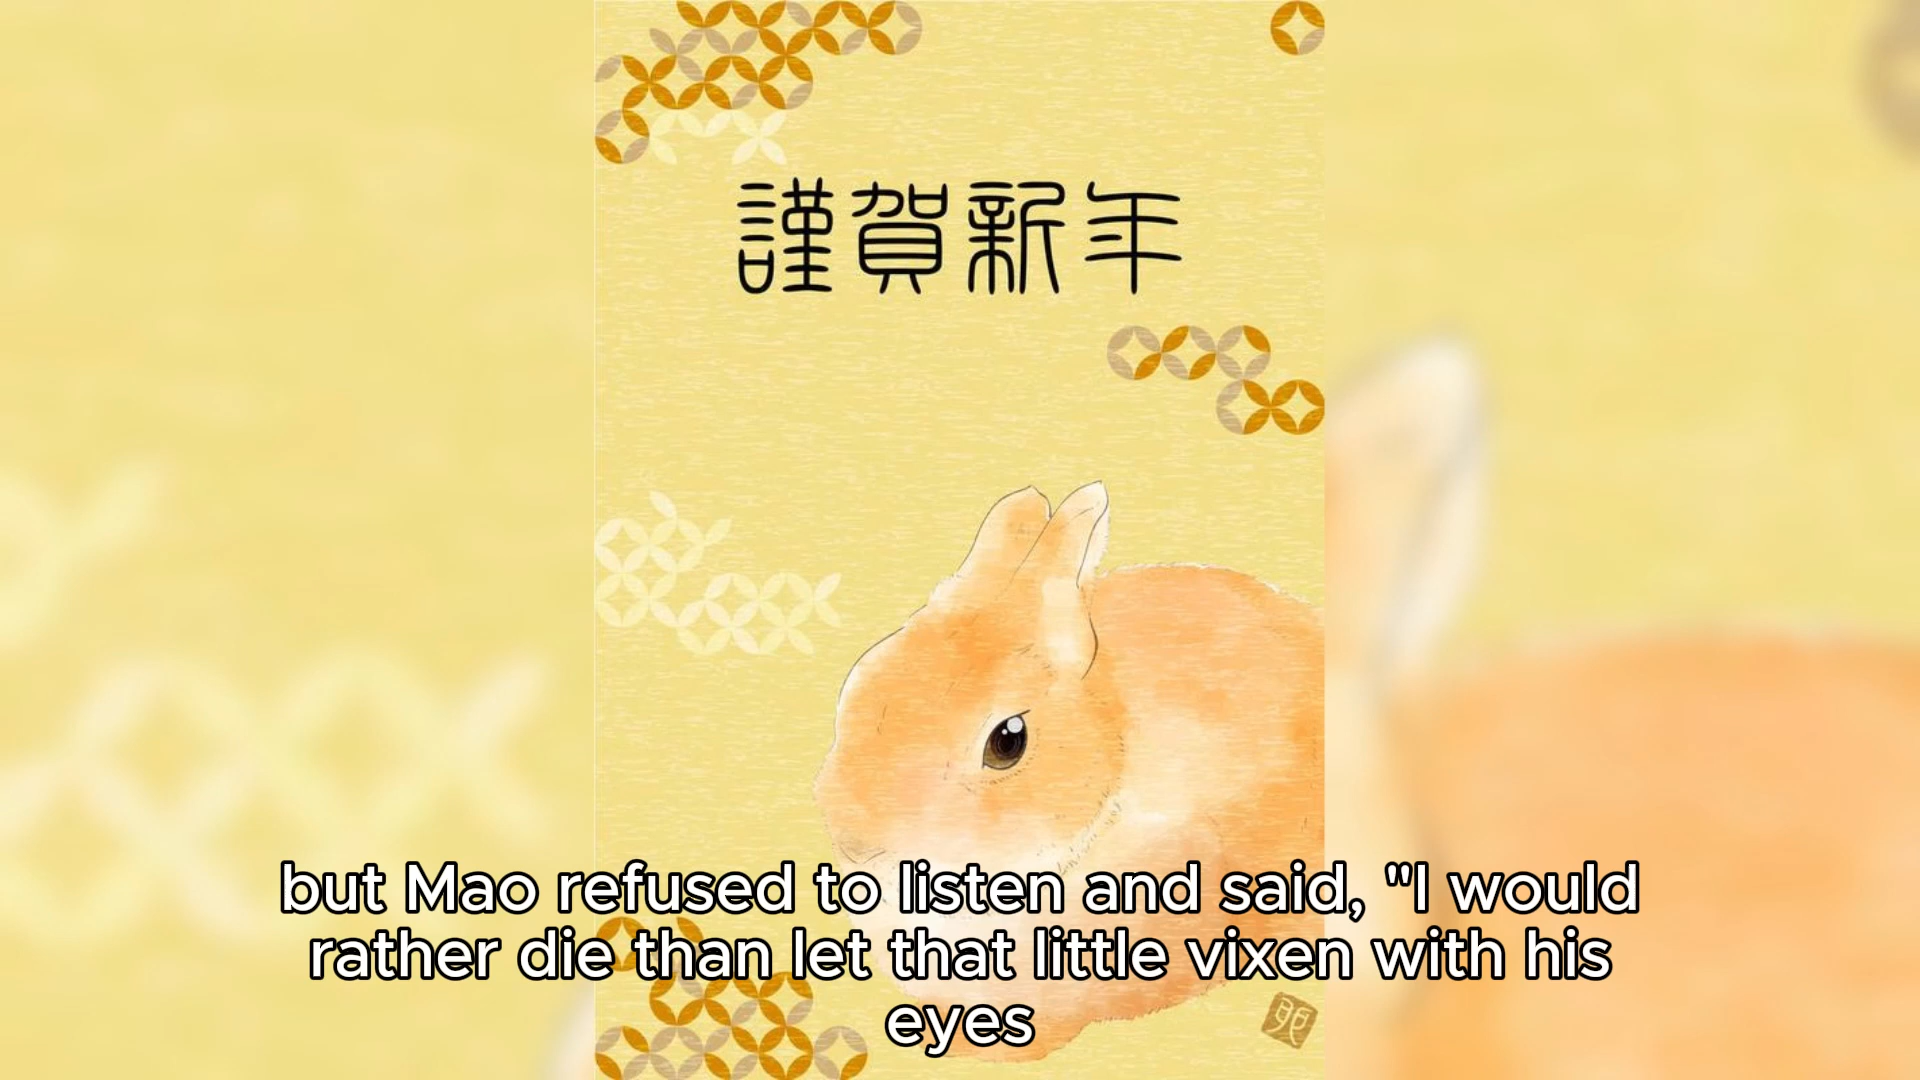 謹賀新年
卯
but Mao refused to listen and said, "I would
rather die than let that little vixen with his
eyes